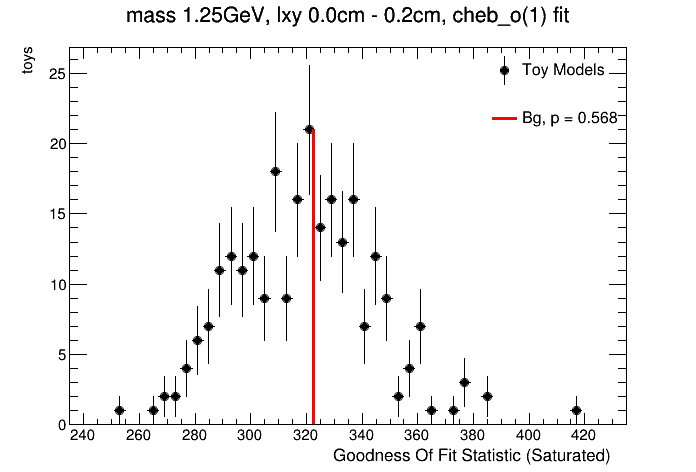 mass 1.25GeV, lxy 0.0cm - 0.2cm, cheb_o(1) fit
toys
25
20
15
10
5
0
Toy Models
Bg, p = 0.568
240 260 280 300 320 340 360 380 400 420
Goodness Of Fit Statistic (Saturated)